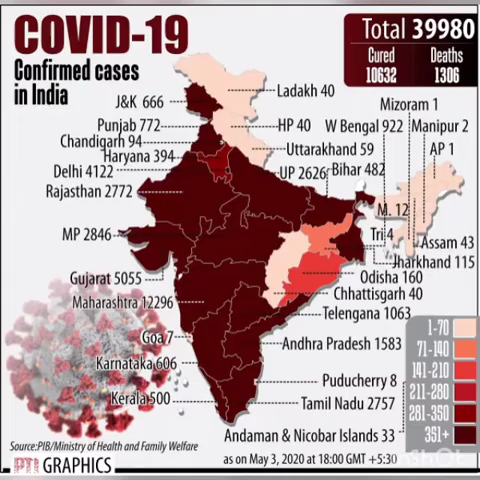 COVID-19
Confirmed cases
in India
Total 39980
Cured Deaths
10632 1306
Ladakh 40
J&K 666
Mizoram 1
Punjab 772
HP 40
W Bengal 922
Manipur 2
Chandigarh 94
Uttarakhand 59
AP 1
Haryana 394
Delhi 4122
UP 2626
Bihar 482
Rajasthan 2772
M. 12
MP 2846
Tri 4
Assam 43
Jharkhand 115
Gujarat 5055
Odisha 160
Chhattisgarh 40
Maharashtra 12296
Telengana 1063
Goa 7
Andhra Pradesh 1583
Karnataka 606
Puducherry 8
Kerala 500
Tamil Nadu 2757
Andaman & Nicobar Islands 33
1-70
71-140
141-210
211-280
281-350
351+
Source:PIB/Ministry of Health and Family Welfare
as on May 3, 2020 at 18:00 GMT +5:30
PTI GRAPHICS